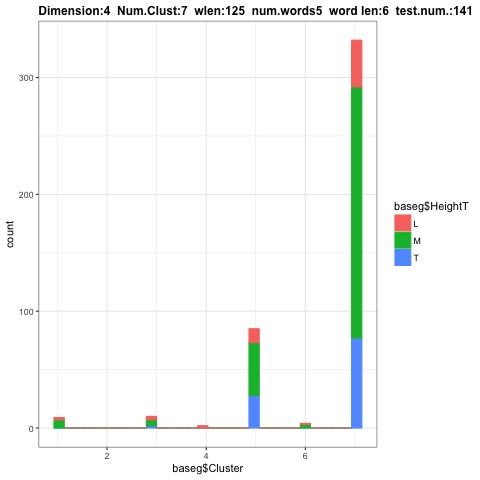 Dimension:4 Num.Clust:7 wlen:125 num.words5 word len:6 test.num.:141
300
200
100
0
count
2
4
6
baseg$Cluster
baseg$HeightT
L
M
T